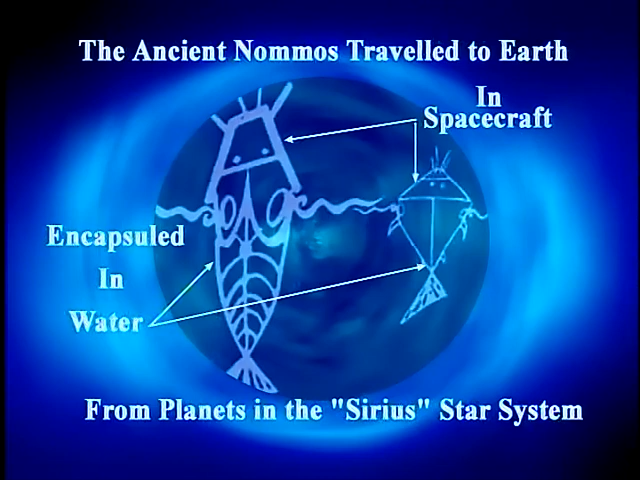 The Ancient Nommos Travelled to Earth
In
Spacecraft
Encapsuled
In
Water
From Planets in the "Sirius" Star System